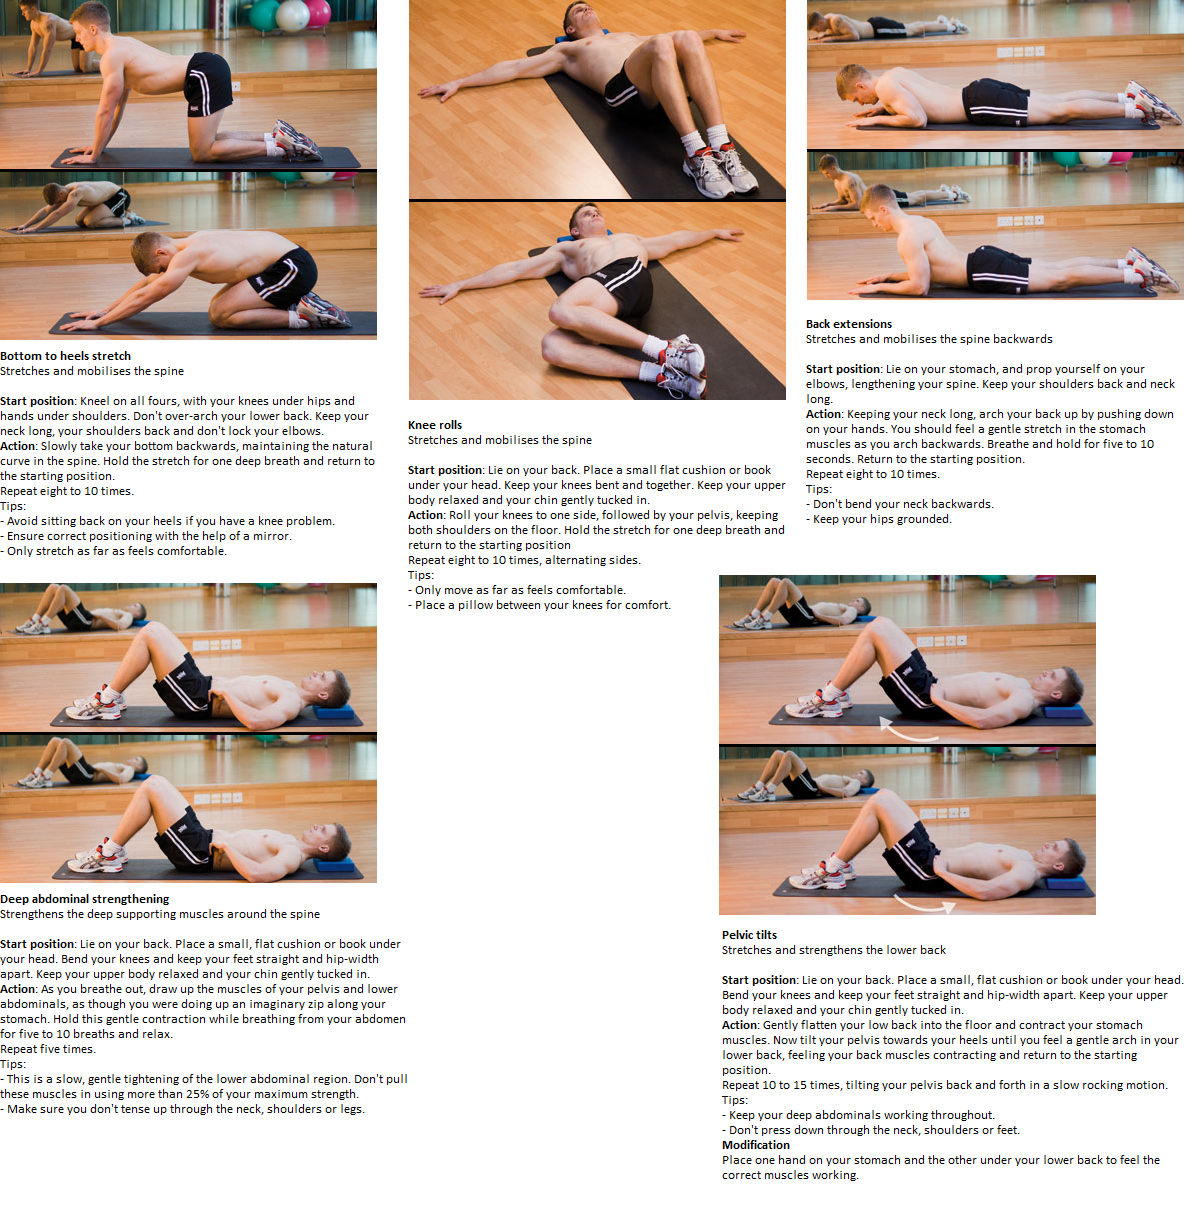 Bottom to heels stretch
Stretches and mobilises the spine
Start position: Kneel on all fours, with your knees under hips and
hands under shoulders. Don't over-arch your lower back. Keep your
neck long, your shoulders back and don't lock your elbows.
Action: Slowly take your bottom backwards, maintaining the natural
curve in the spine. Hold the stretch for one deep breath and return to
the starting position.
Repeat eight to 10 times.
Tips:
- Avoid sitting back on your heels if you have a knee problem.
- Ensure correct positioning with the help of a mirror.
- Only stretch as far as feels comfortable.
Knee rolls
Stretches and mobilises the spine
Start position: Lie on your back. Place a small flat cushion or book
under your head. Keep your knees bent and together. Keep your upper
body relaxed and your chin gently tucked in.
Action: Roll your knees to one side, followed by your pelvis, keeping
both shoulders on the floor. Hold the stretch for one deep breath and
return to the starting position
Repeat eight to 10 times, alternating sides.
Tips:
- Only move as far as feels comfortable.
- Place a pillow between your knees for comfort.
Back extensions
Stretches and mobilises the spine backwards
Start position: Lie on your stomach, and prop yourself on your
elbows, lengthening your spine. Keep your shoulders back and neck
long.
Action: Keeping your neck long, arch your back up by pushing down
on your hands. You should feel a gentle stretch in the stomach
muscles as you arch backwards. Breathe and hold for five to 10
seconds. Return to the starting position.
Repeat eight to 10 times.
Tips:
- Don't bend your neck backwards.
- Keep your hips grounded.
Deep abdominal strengthening
Strengthens the deep supporting muscles around the spine
Start position: Lie on your back. Place a small, flat cushion or book under
your head. Bend your knees and keep your feet straight and hip-width
apart. Keep your upper body relaxed and your chin gently tucked in.
Action: As you breathe out, draw up the muscles of your pelvis and lower
abdominals, as though you were doing up an imaginary zip along your
stomach. Hold this gentle contraction while breathing from your abdomen
for five to 10 breaths and relax.
Repeat five times.
Tips:
- This is a slow, gentle tightening of the lower abdominal region. Don't pull
these muscles in using more than 25% of your maximum strength.
- Make sure you don't tense up through the neck, shoulders or legs.
Pelvic tilts
Stretches and strengthens the lower back
Start position: Lie on your back. Place a small, flat cushion or book under your head.
Bend your knees and keep your feet straight and hip-width apart. Keep your upper
body relaxed and your chin gently tucked in.
Action: Gently flatten your low back into the floor and contract your stomach
muscles. Now tilt your pelvis towards your heels until you feel a gentle arch in your
lower back, feeling your back muscles contracting and return to the starting
position.
Repeat 10 to 15 times, tilting your pelvis back and forth in a slow rocking motion.
Tips:
- Keep your deep abdominals working throughout.
- Don't press down through the neck, shoulders or feet.
Modification
Place one hand on your stomach and the other under your lower back to feel the
correct muscles working.